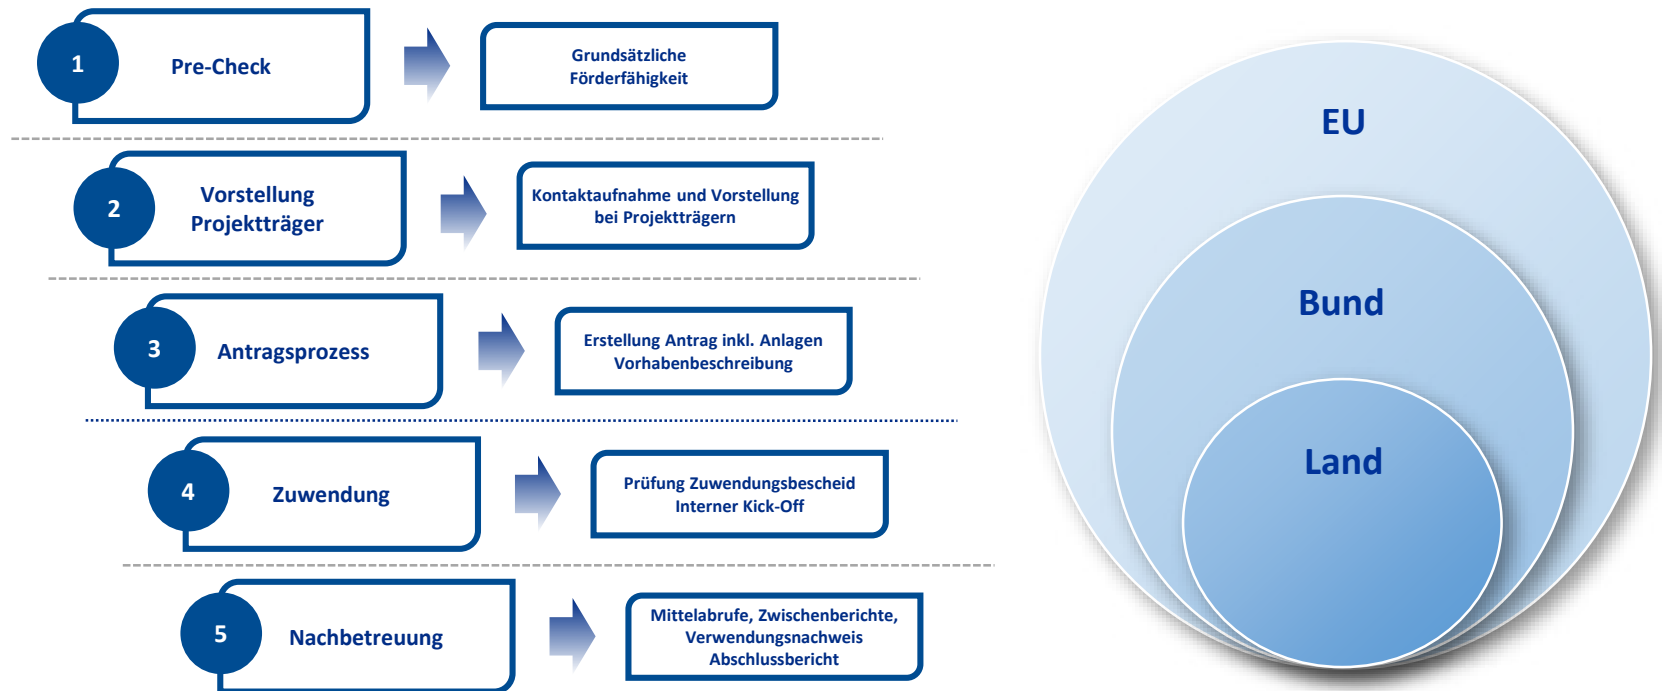 1
Pre-Check
Grundsätzliche
Förderfähigkeit
2
Vorstellung
Projektträger
Kontaktaufnahme und Vorstellung
bei Projektträgern
3
Antragsprozess
Erstellung Antrag inkl. Anlagen
Vorhabenbeschreibung
4
Zuwendung
Prüfung Zuwendungsbescheid
Interner Kick-Off
5
Nachbetreuung
Mittelabrufe, Zwischenberichte,
Verwendungsnachweis
Abschlussbericht
EU
Bund
Land